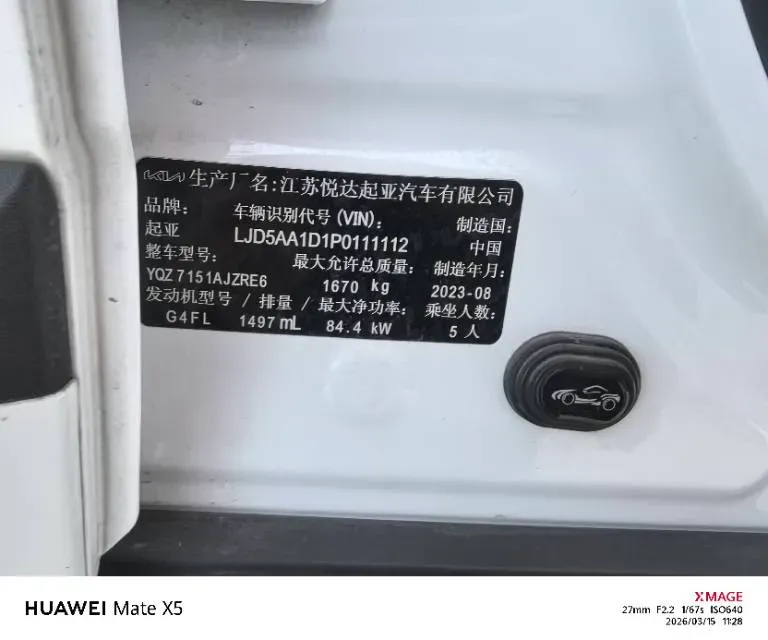 KIA 生产厂名:江苏悦达起亚汽车有限公司
品牌: 车辆识别代号(VIN): 制造国:
起亚 LJD5AA1D1P0111112 中国
整车型号: 最大允许总质量: 制造年月:
YQZ7151AJZRE6 1670 kg 2023-08
发动机型号 / 排量 / 最大净功率: 乘坐人数:
G4FL 1497 mL 84.4 kW 5 人
HUAWEI Mate X5
XMAGE
27mm F2.2 1/67s ISO640
2026/03/15 11:28